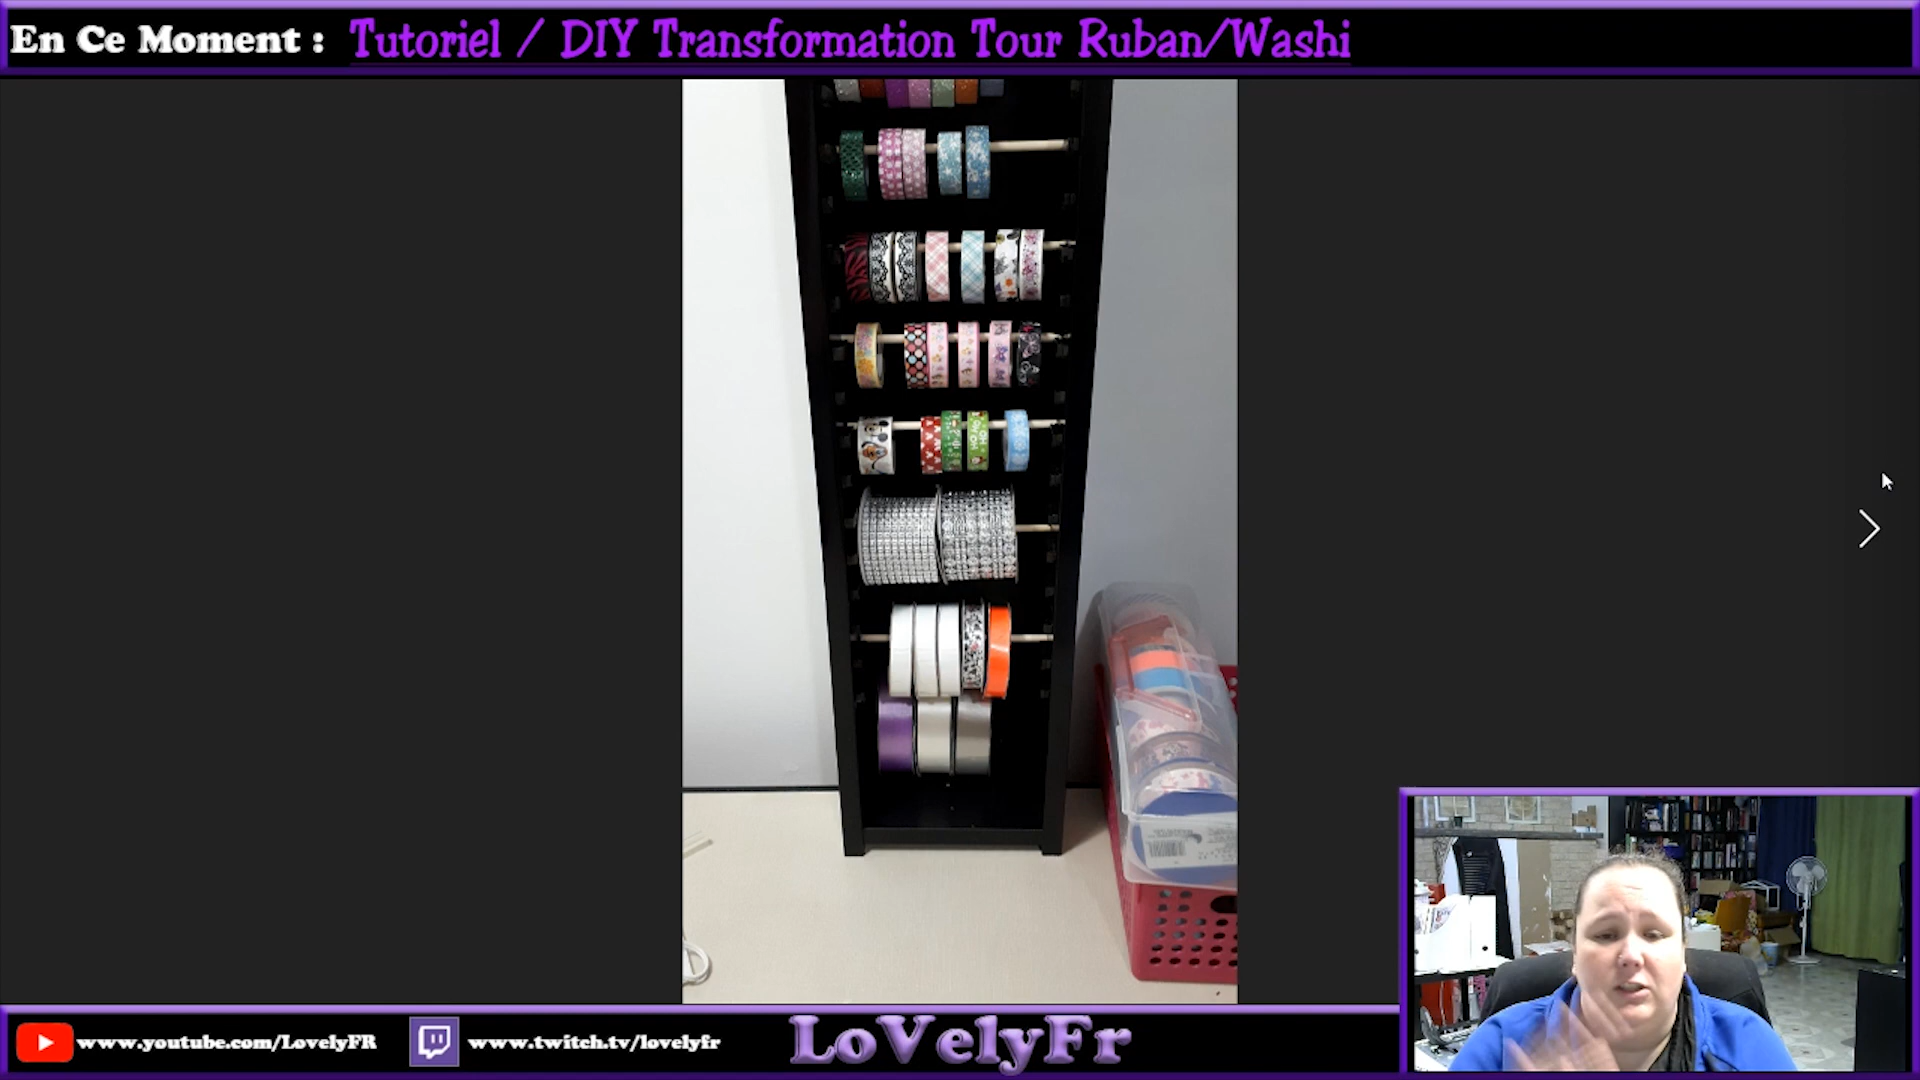 En Ce Moment : Tutoriel / DIY Transformation Tour Ruban/Washi
www.youtube.com/LovelyFR
www.twitch.tv/lovelyfr
LoVelyFr